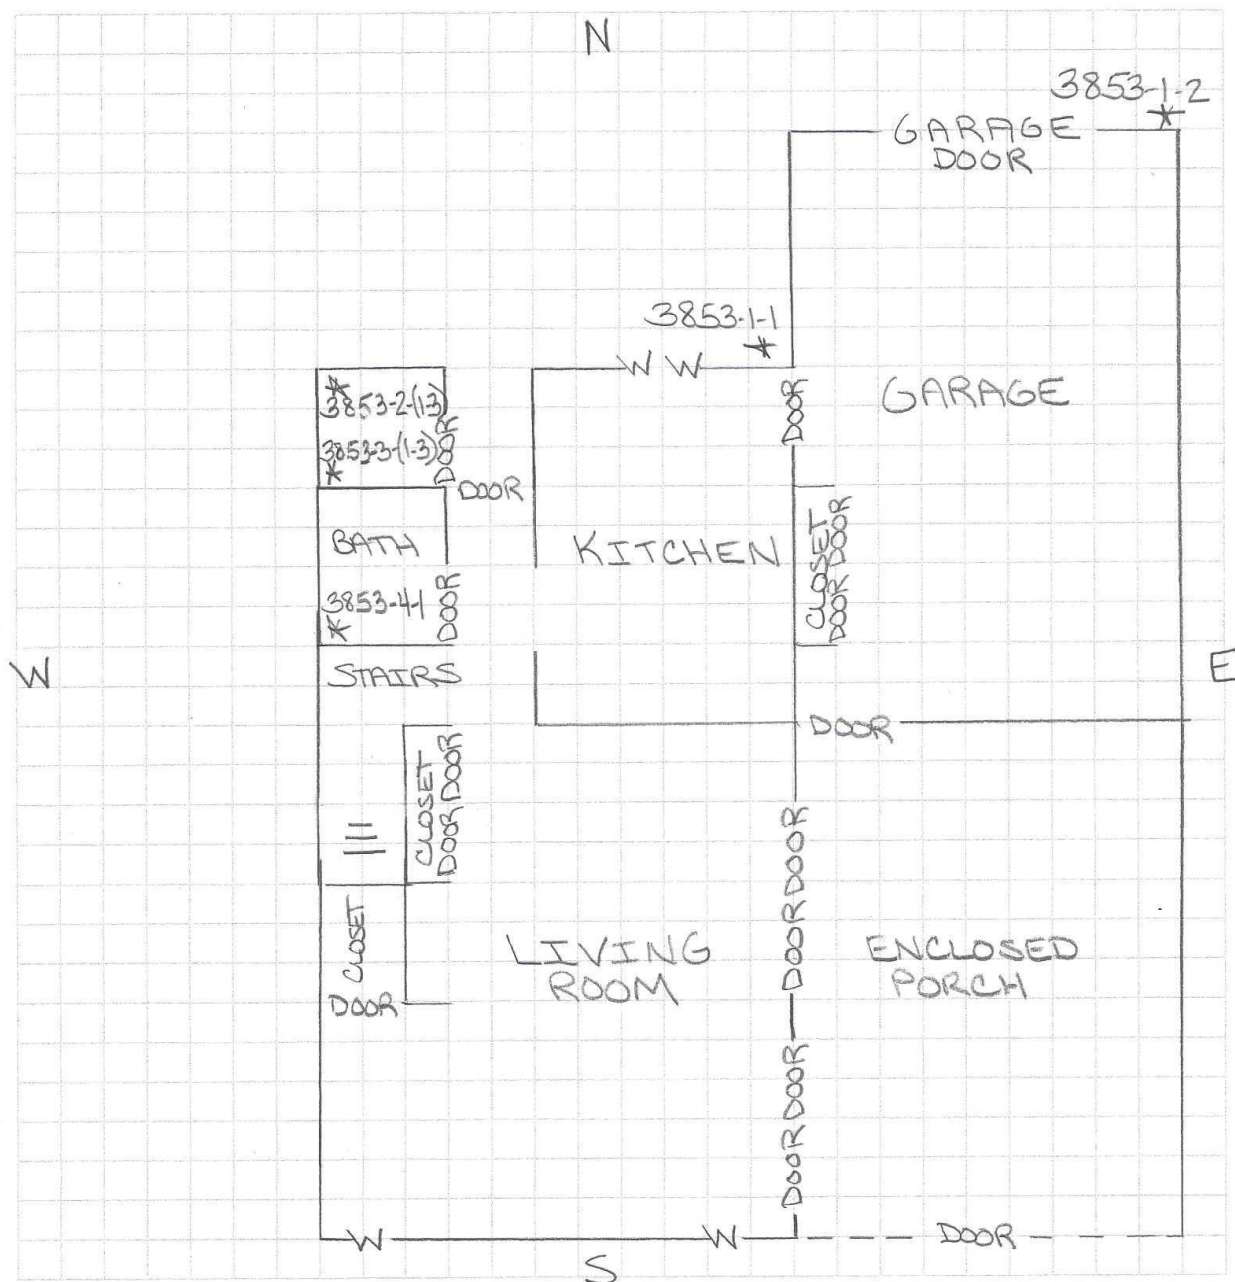 N
3853-1-2
GARAGE
DOOR
3853-1-1
W W
DOOR
GARAGE
3853-2-(1-3)
3853-3-(1-3)
DOOR
DOOR
BATH
KITCHEN
CLOSET
DOOR DOOR
3853-4-1
DOOR
W
STAIRS
E
DOOR
CLOSET
DOOR DOOR
DOOR DOOR
CLOSET
DOOR
LIVING
ROOM
ENCLOSED
PORCH
DOOR DOOR
W
W
DOOR
S